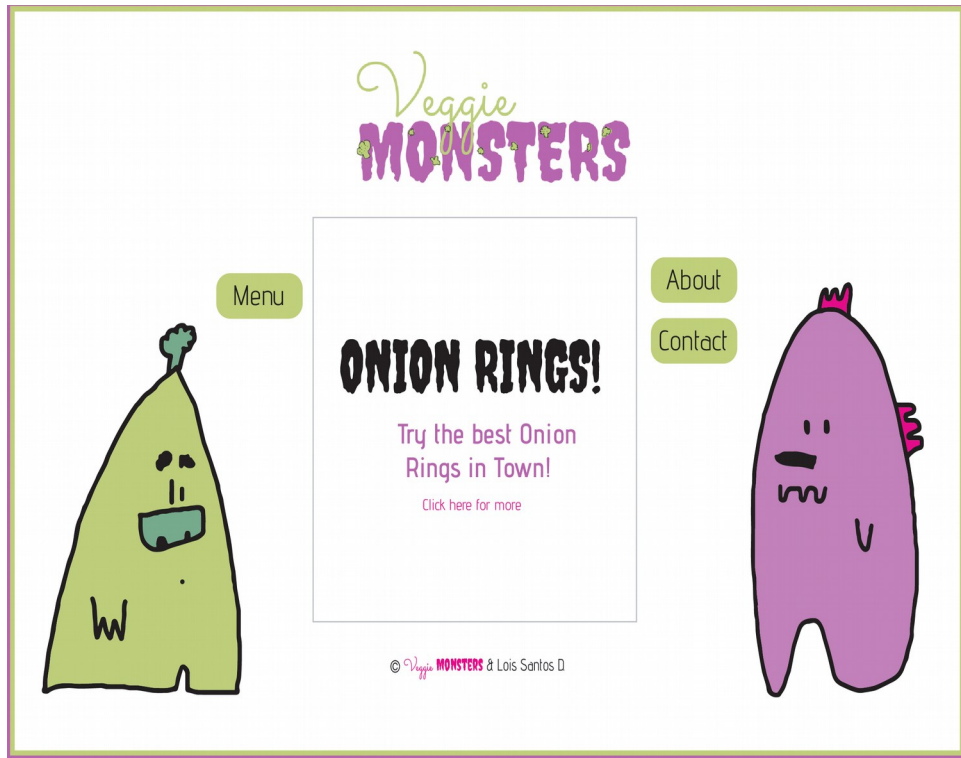 Veggie
MONSTERS
Menu
About
Contact
ONION RINGS!
Try the best Onion
Rings in Town!
Click here for more
© Veggie MONSTERS & Lois Santos D.